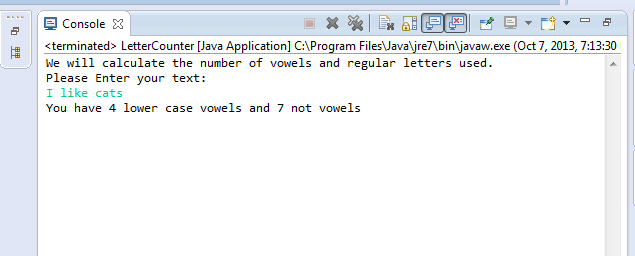 Console
<terminated> LetterCounter [Java Application] C:\Program Files\Java\jre7\bin\javaw.exe (Oct 7, 2013, 7:13:30
We will calculate the number of vowels and regular letters used.
Please Enter your text:
I like cats
You have 4 lower case vowels and 7 not vowels